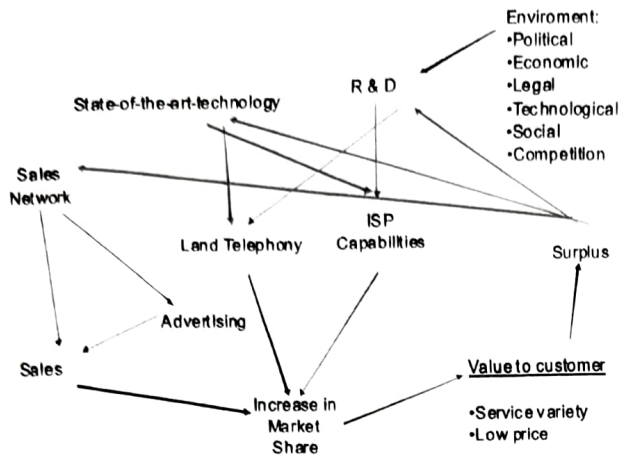 Enviroment:
•Political
•Economic
•Legal
•Technological
•Social
•Competition
R & D
State-of-the-art-technology
Sales
Network
Land Telephony
ISP
Capabilities
Surplus
Advertising
Sales
Increase in
Market
Share
Value to customer
•Service variety
•Low price